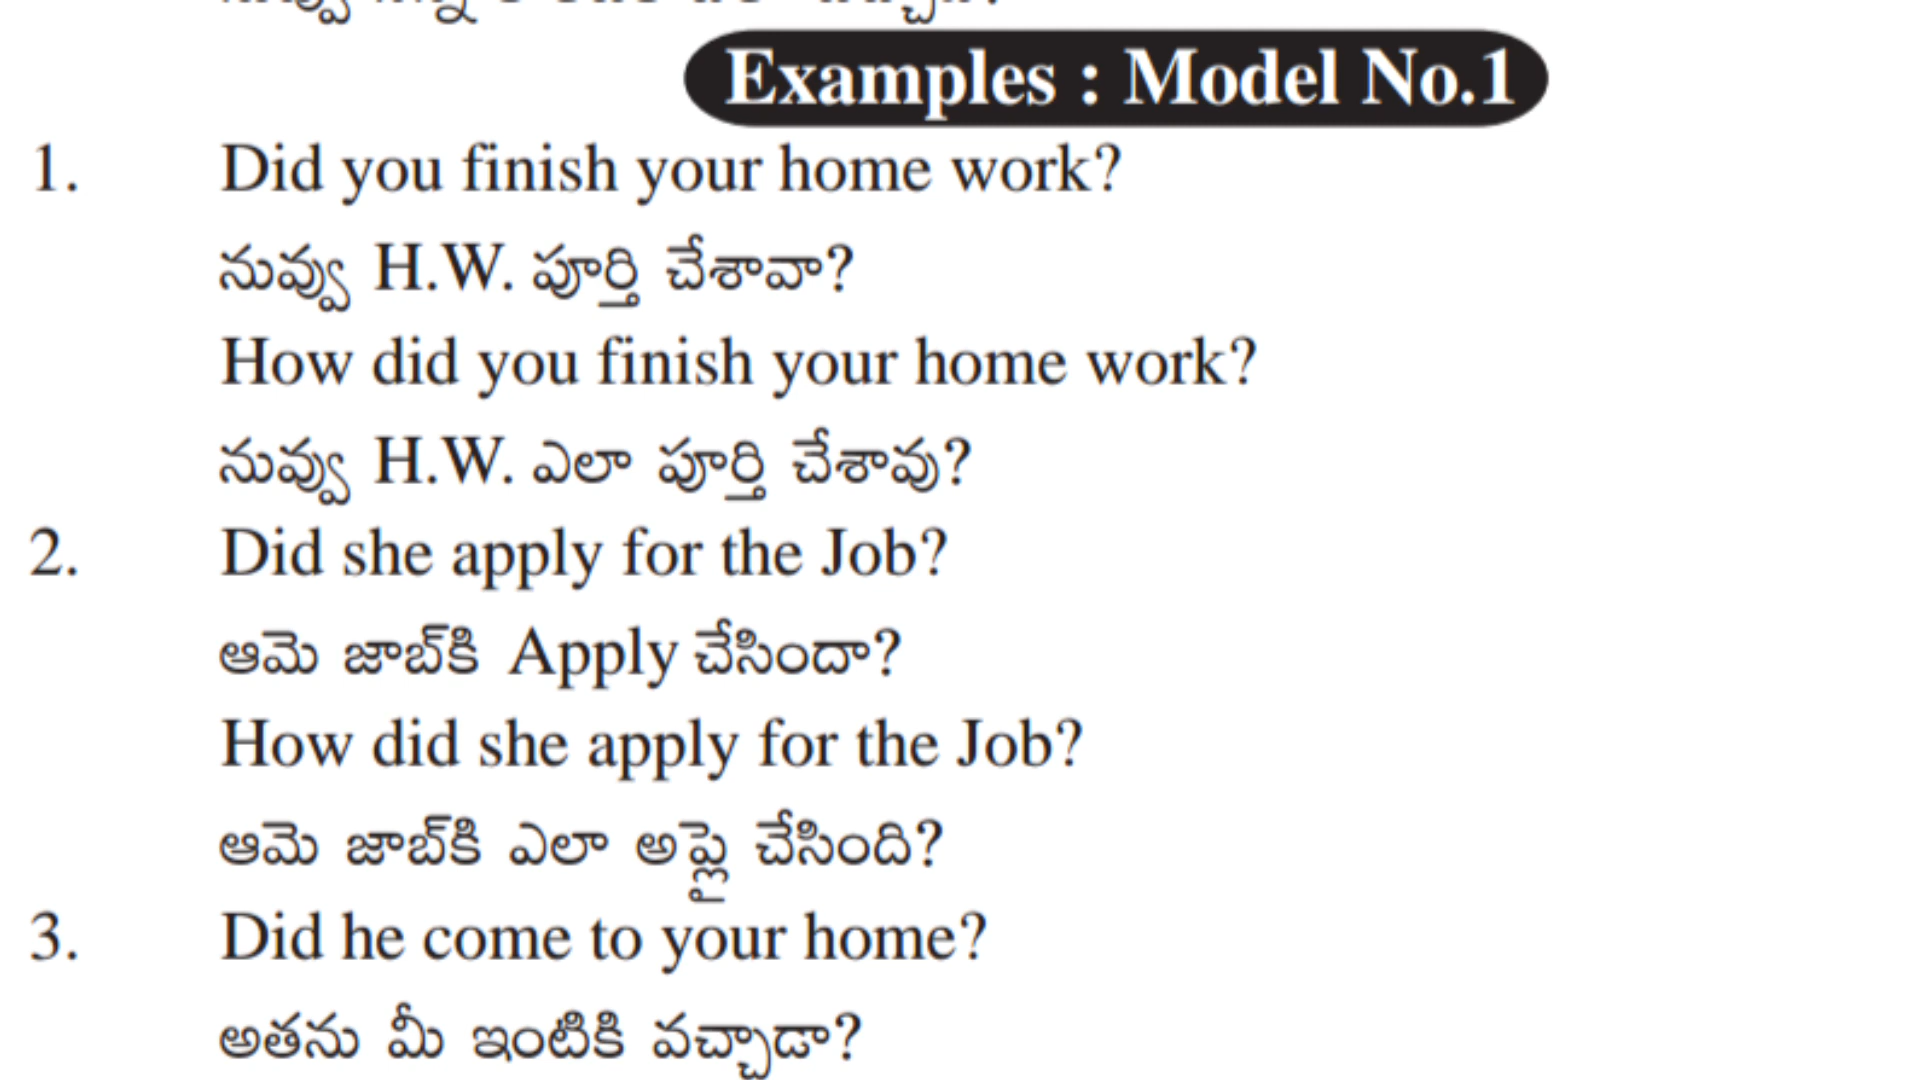 Examples : Model No.1
1. Did you finish your home work?
నువ్వు H.W. పూర్తి చేశావా?
How did you finish your home work?
నువ్వు H.W. ఎలా పూర్తి చేశావు?
2. Did she apply for the Job?
ఆమె జాబ్‌కి Apply చేసిందా?
How did she apply for the Job?
ఆమె జాబ్‌కి ఎలా అప్లై చేసింది?
3. Did he come to your home?
అతను మీ ఇంటికి వచ్చాడా?